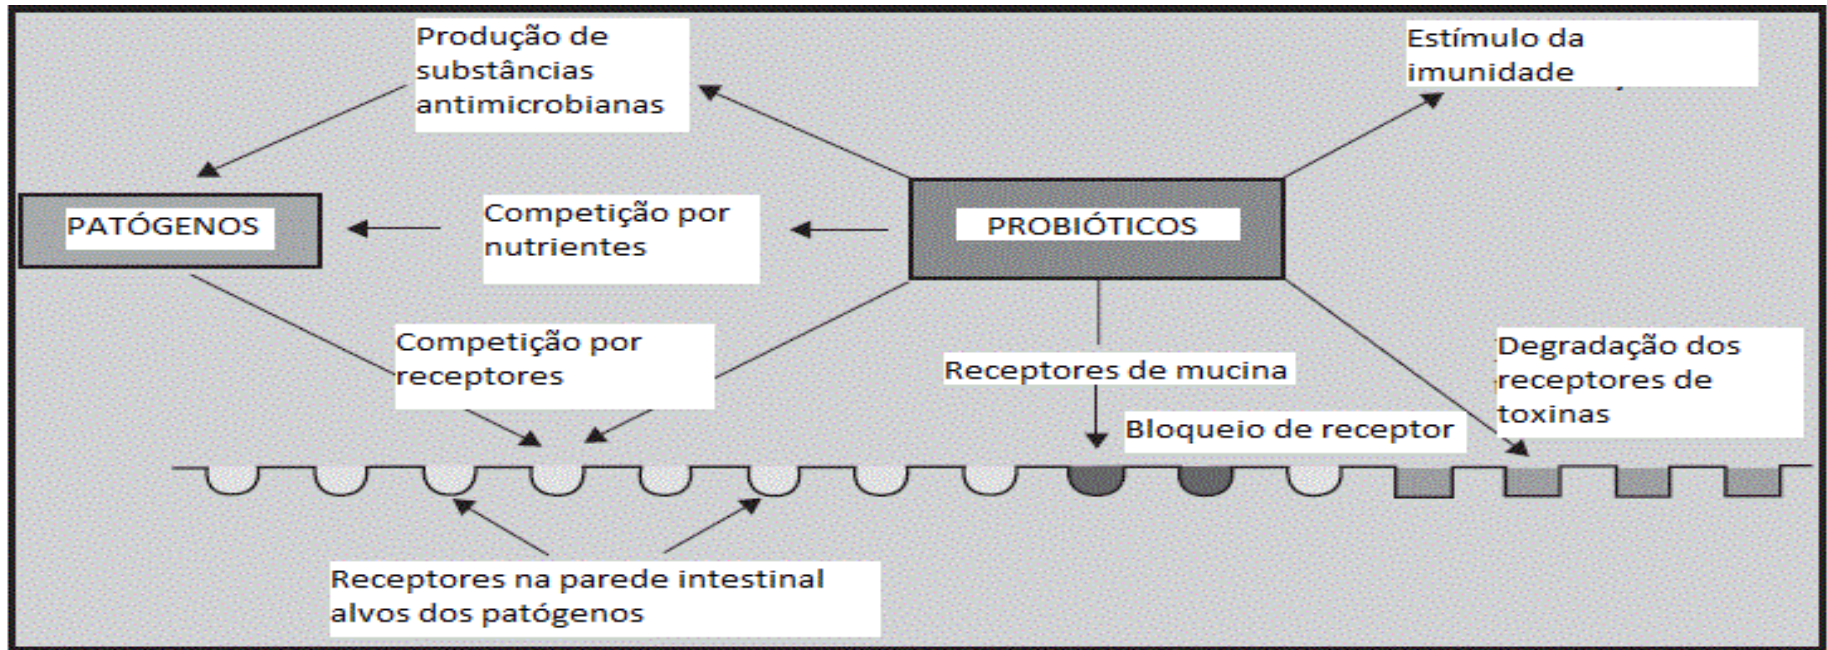 Produção de
substâncias
antimicrobianas
Estímulo da
imunidade
PATÓGENOS
Competição por
nutrientes
PROBIÓTICOS
Competição por
receptores
Receptores de mucina
Degradação dos
receptores de
toxinas
Bloqueio de receptor
Receptores na parede intestinal
alvos dos patógenos